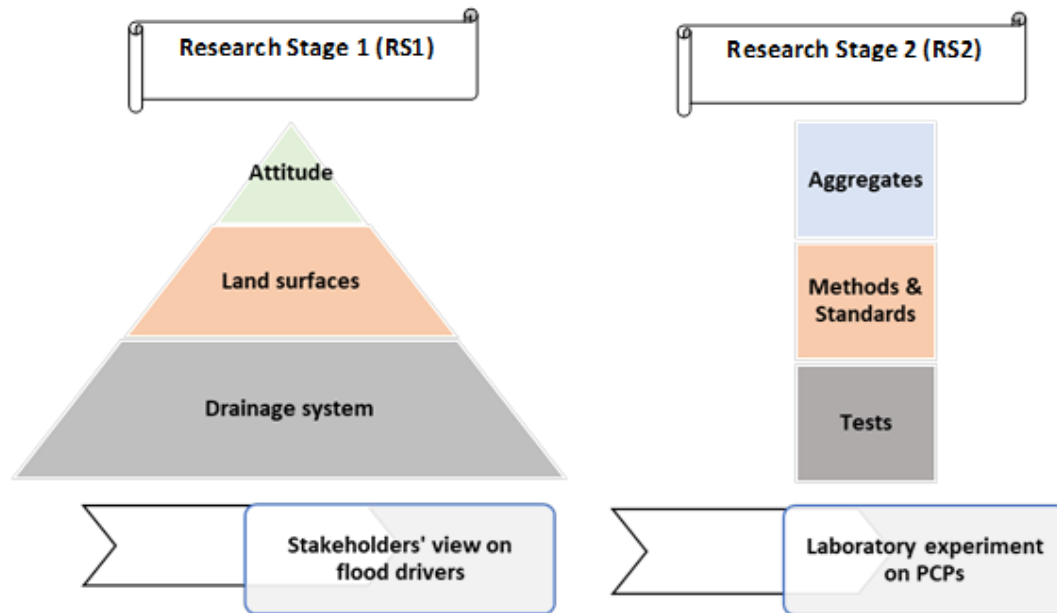 Research Stage 1 (RS1)
Attitude
Land surfaces
Drainage system
Stakeholders' view on
flood drivers
Research Stage 2 (RS2)
Aggregates
Methods &
Standards
Tests
Laboratory experiment
on PCPs